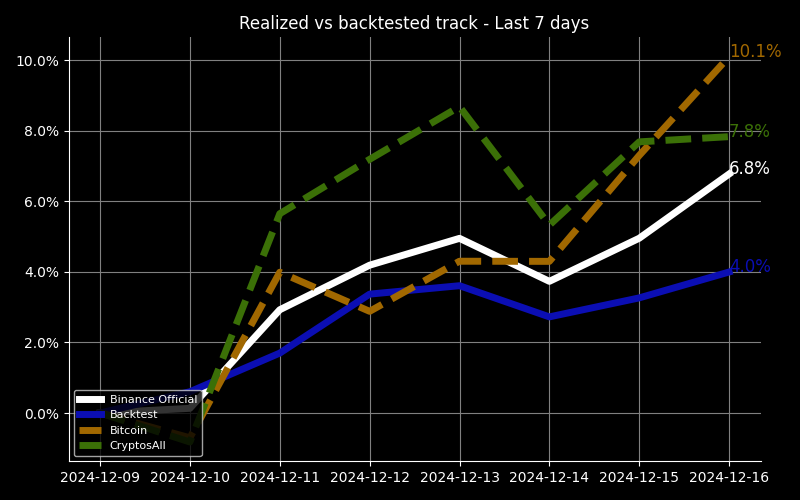 Realized vs backtested track - Last 7 days
10.0%
8.0%
6.0%
4.0%
2.0%
0.0%
10.1%
7.8%
6.8%
4.0%
Binance Official
Backtest
Bitcoin
CryptosAll
2024-12-09 2024-12-10 2024-12-11 2024-12-12 2024-12-13 2024-12-14 2024-12-15 2024-12-16